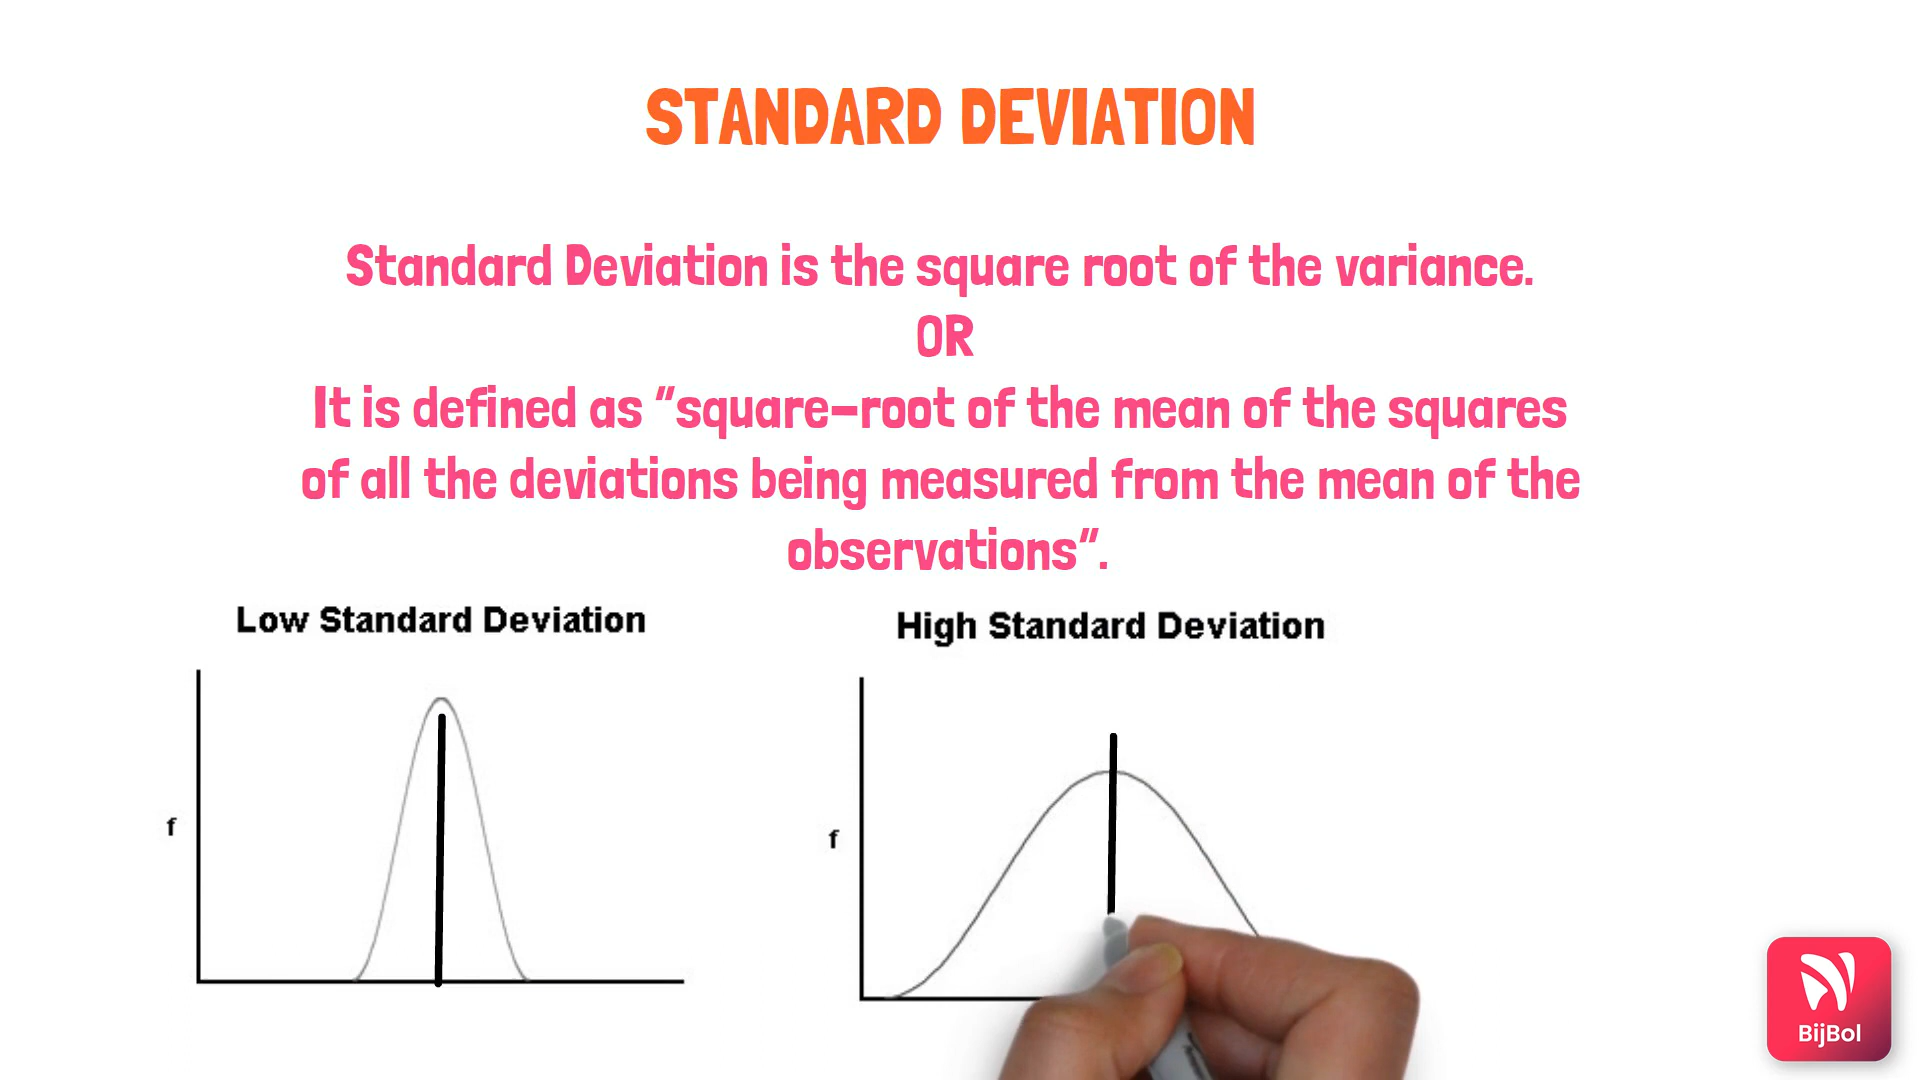 STANDARD DEVIATION
Standard Deviation is the square root of the variance.
OR
It is defined as "square-root of the mean of the squares
of all the deviations being measured from the mean of the
observations".
Low Standard Deviation
High Standard Deviation
f
f
BijBol